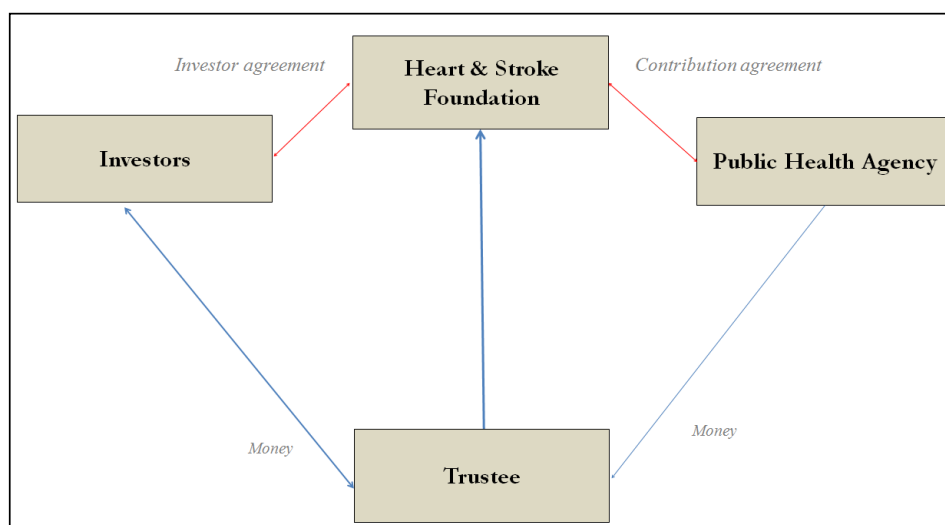 Investor agreement
Heart & Stroke
Foundation
Contribution agreement
Investors
Public Health Agency
Money
Money
Trustee